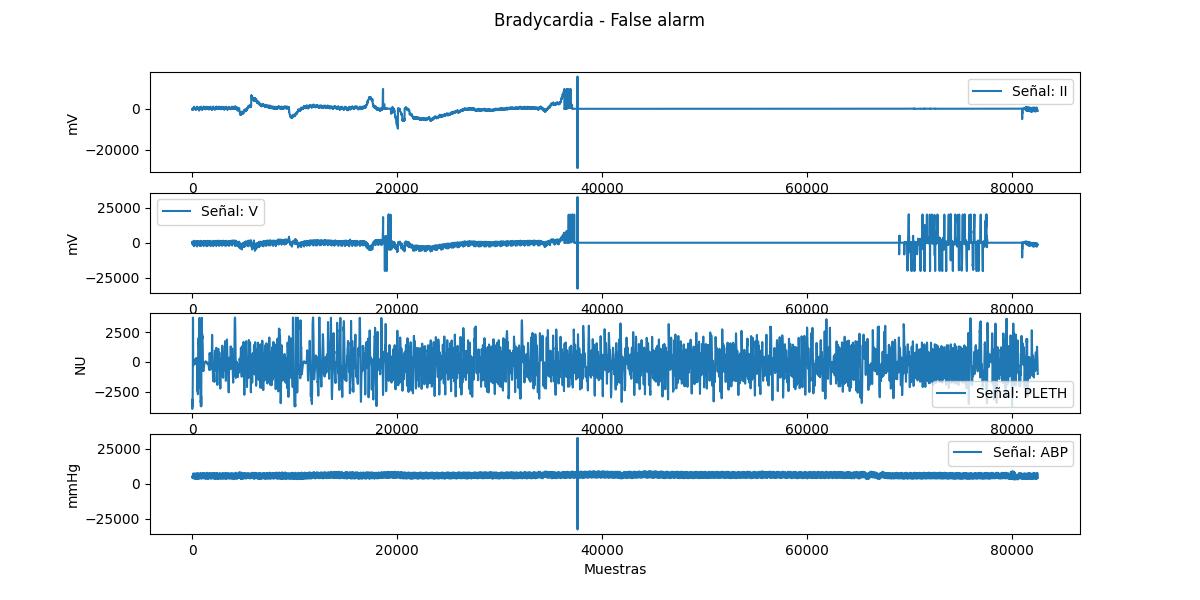 Bradycardia - False alarm
0
−20000
mV
Señal: II
0 20000 40000 60000 80000
25000
0
−25000
mV
Señal: V
0 20000 40000 60000 80000
2500
0
−2500
NU
Señal: PLETH
0 20000 40000 60000 80000
25000
0
−25000
mmHg
Señal: ABP
0 20000 40000 60000 80000
Muestras